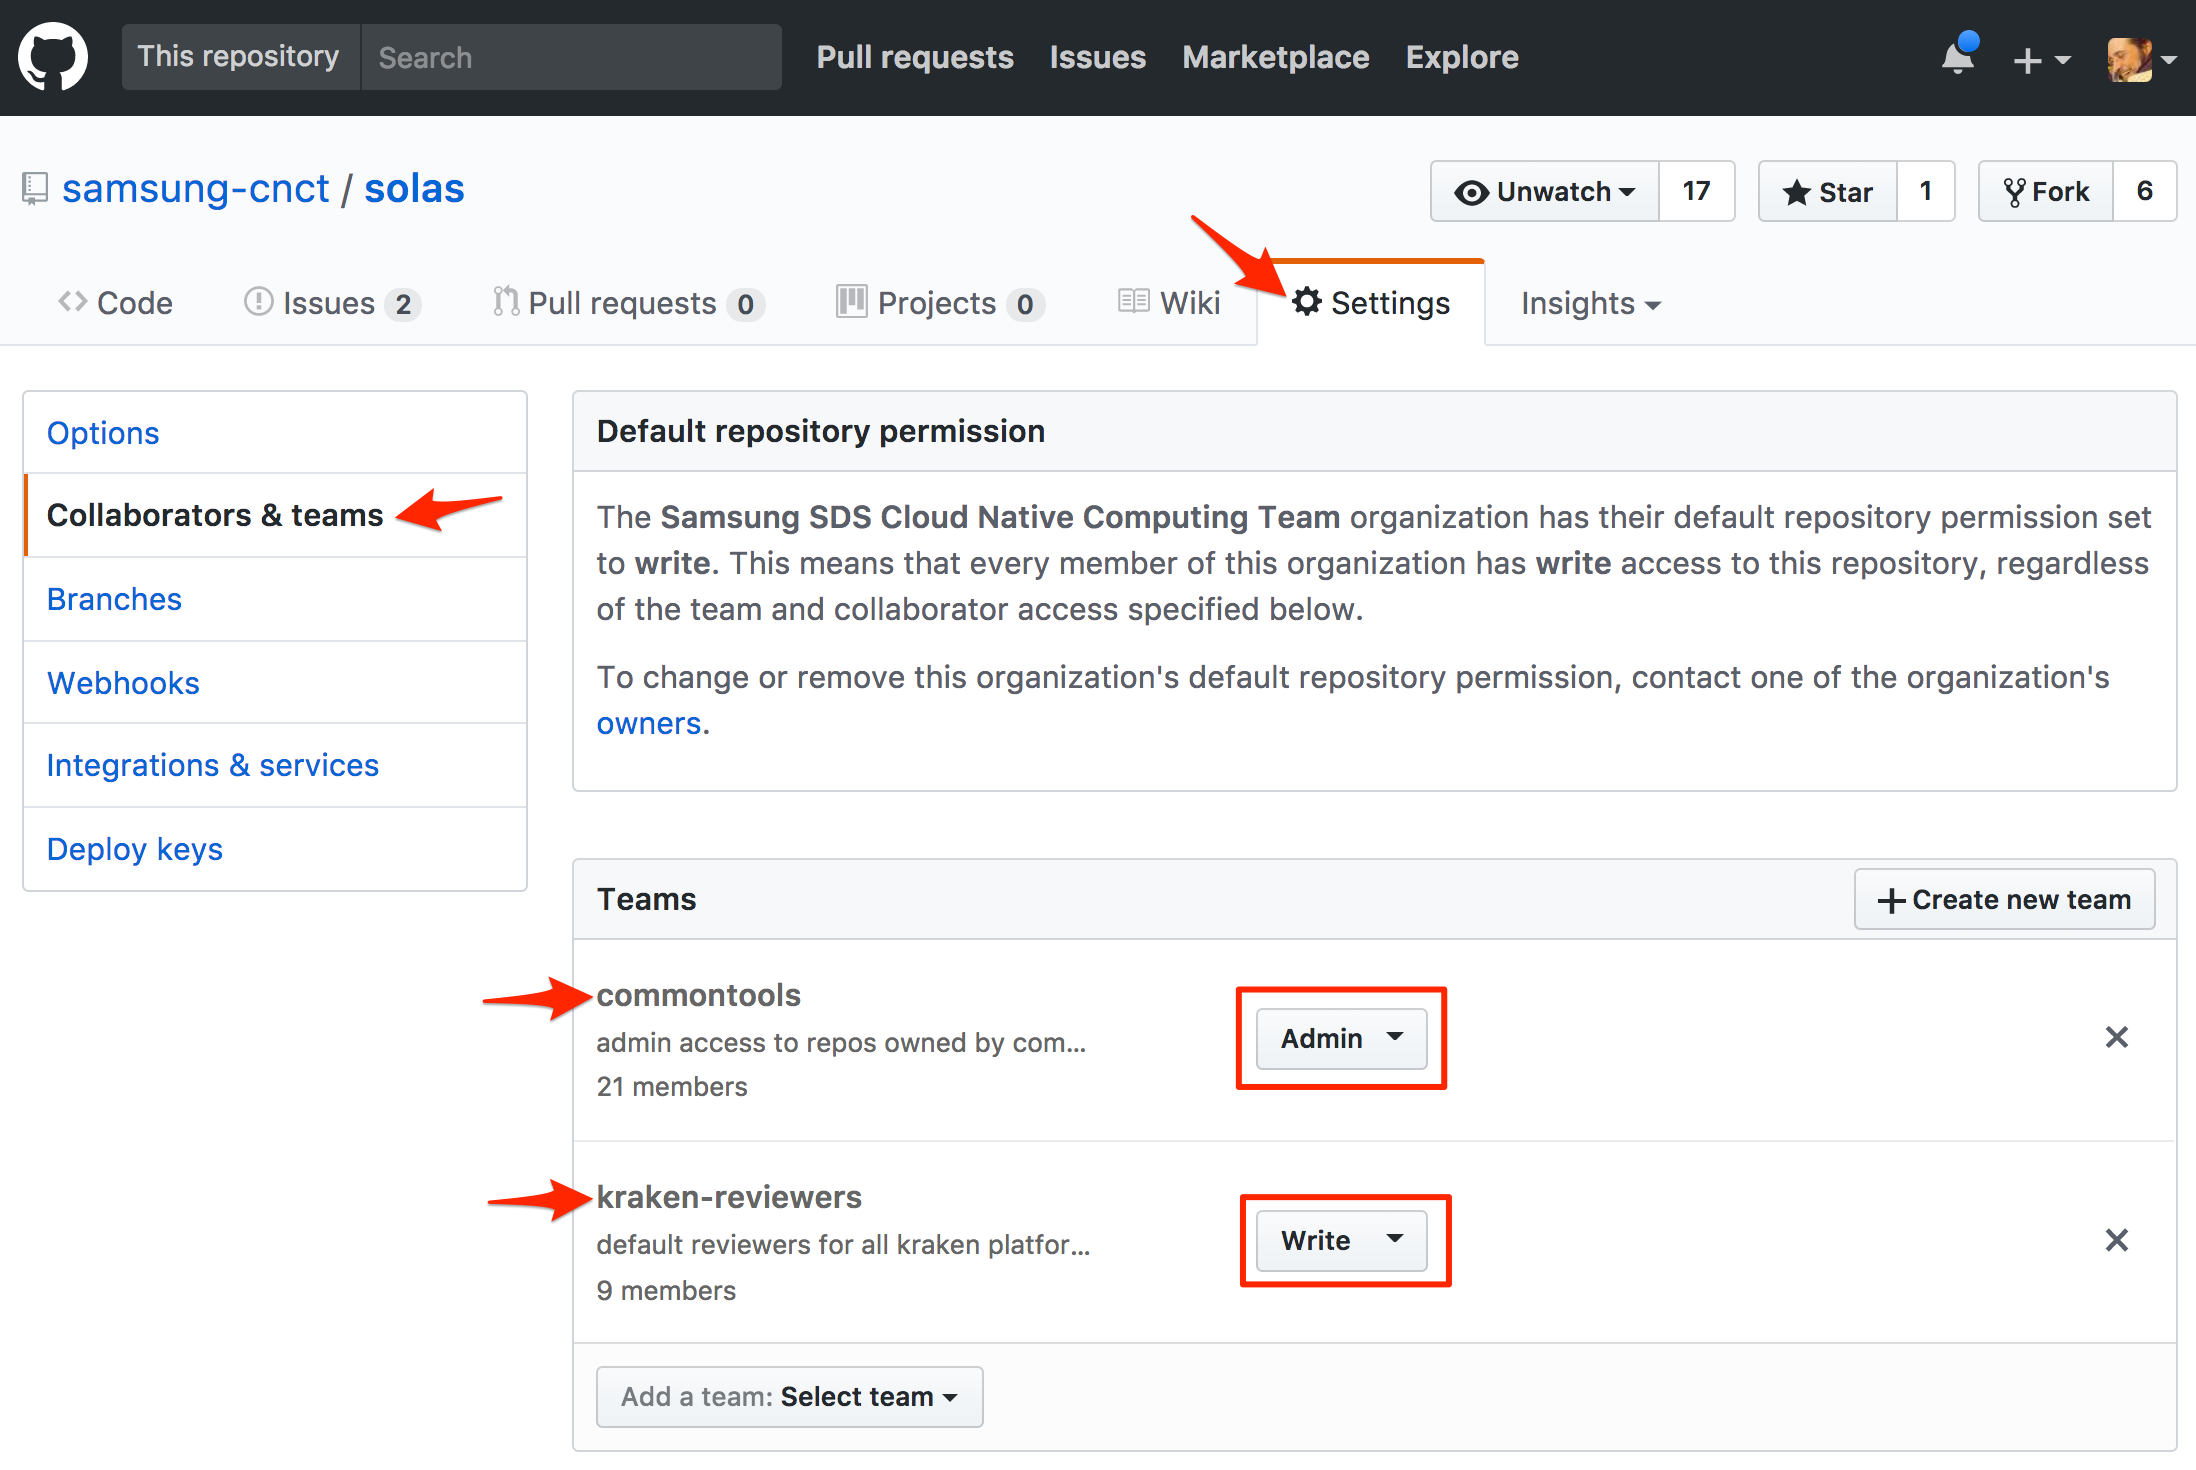 This repository Search Pull requests Issues Marketplace Explore
samsung-cnct / solas Unwatch 17 Star 1 Fork 6
Code Issues 2 Pull requests 0 Projects 0 Wiki Settings Insights
Options
Collaborators & teams
Branches
Webhooks
Integrations & services
Deploy keys
Default repository permission
The Samsung SDS Cloud Native Computing Team organization has their default repository permission set
to write. This means that every member of this organization has write access to this repository, regardless
of the team and collaborator access specified below.
To change or remove this organization's default repository permission, contact one of the organization's
owners.
Teams Create new team
commontools
admin access to repos owned by com...
21 members
Admin
kraken-reviewers
default reviewers for all kraken platfor...
9 members
Write
Add a team: Select team